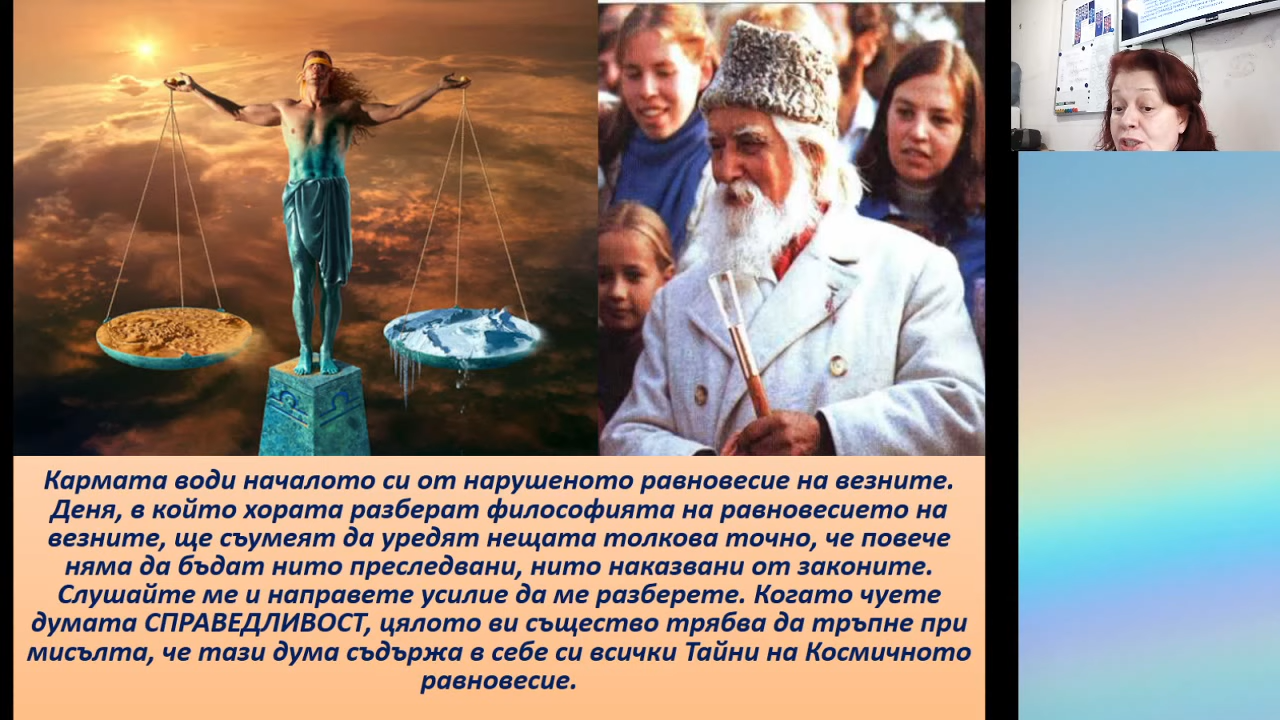 Кармата води началото си от нарушеното равновесие на везните.
Деня, в който хората разберат философията на равновесието на
везните, ще съумеят да уредят нещата толкова точно, че повече
няма да бъдат нито преследвани, нито наказвани от законите.
Слушайте ме и направете усилие да ме разберете. Когато чуете
думата СПРАВЕДЛИВОСТ, цялото ви същество трябва да тръпне при
мисълта, че тази дума съдържа в себе си всички Тайни на Космичното
равновесие.